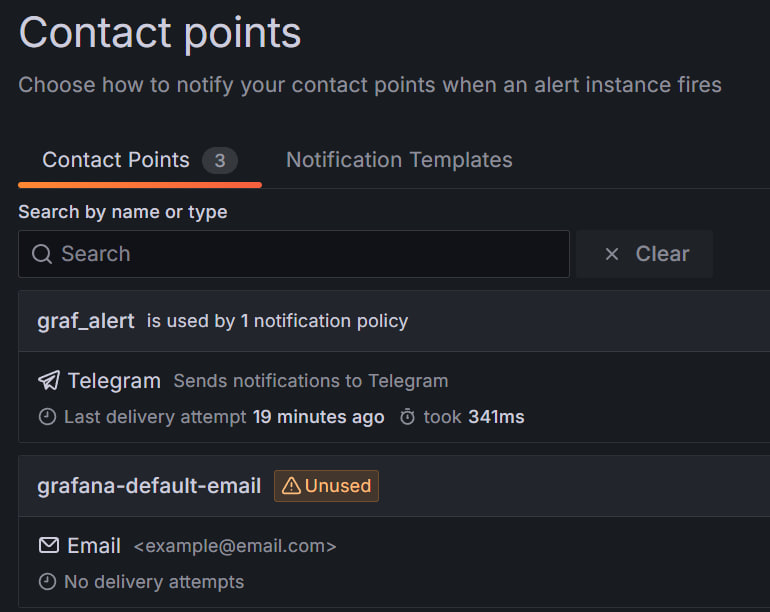 Contact points
Choose how to notify your contact points when an alert instance fires
Contact Points 3 Notification Templates
Search by name or type
Search Clear
graf_alert is used by 1 notification policy
Telegram Sends notifications to Telegram
Last delivery attempt 19 minutes ago took 341ms
grafana-default-email Unused
Email <example@email.com>
No delivery attempts